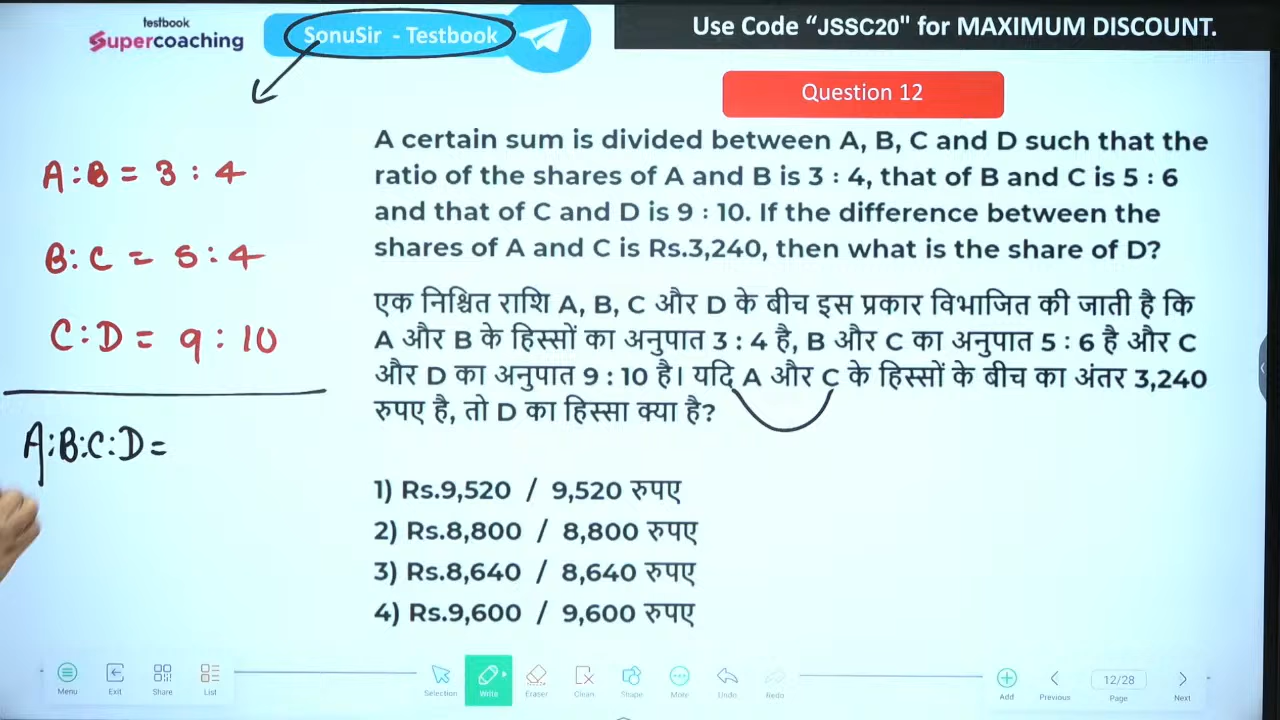 testbook
Supercoaching
SonuSir - Testbook
Use Code “JSSC20" for MAXIMUM DISCOUNT.
Question 12
A certain sum is divided between A, B, C and D such that the
ratio of the shares of A and B is 3 : 4, that of B and C is 5 : 6
and that of C and D is 9 : 10. If the difference between the
shares of A and C is Rs.3,240, then what is the share of D?
एक निश्चित राशि A, B, C और D के बीच इस प्रकार विभाजित की जाती है कि
A और B के हिस्सों का अनुपात 3 : 4 है, B और C का अनुपात 5 : 6 है और C
और D का अनुपात 9 : 10 है। यदि A और C के हिस्सों के बीच का अंतर 3,240
रुपए है, तो D का हिस्सा क्या है?
1) Rs.9,520 / 9,520 रुपए
2) Rs.8,800 / 8,800 रुपए
3) Rs.8,640 / 8,640 रुपए
4) Rs.9,600 / 9,600 रुपए
A:B = 3 : 4
B:C = 5:4
C:D = 9 : 10
A:B:C:D=
Menu Exit Share List Selection Write Eraser Clean Shape More Undo Redo Add Previous 12/28 Page Next